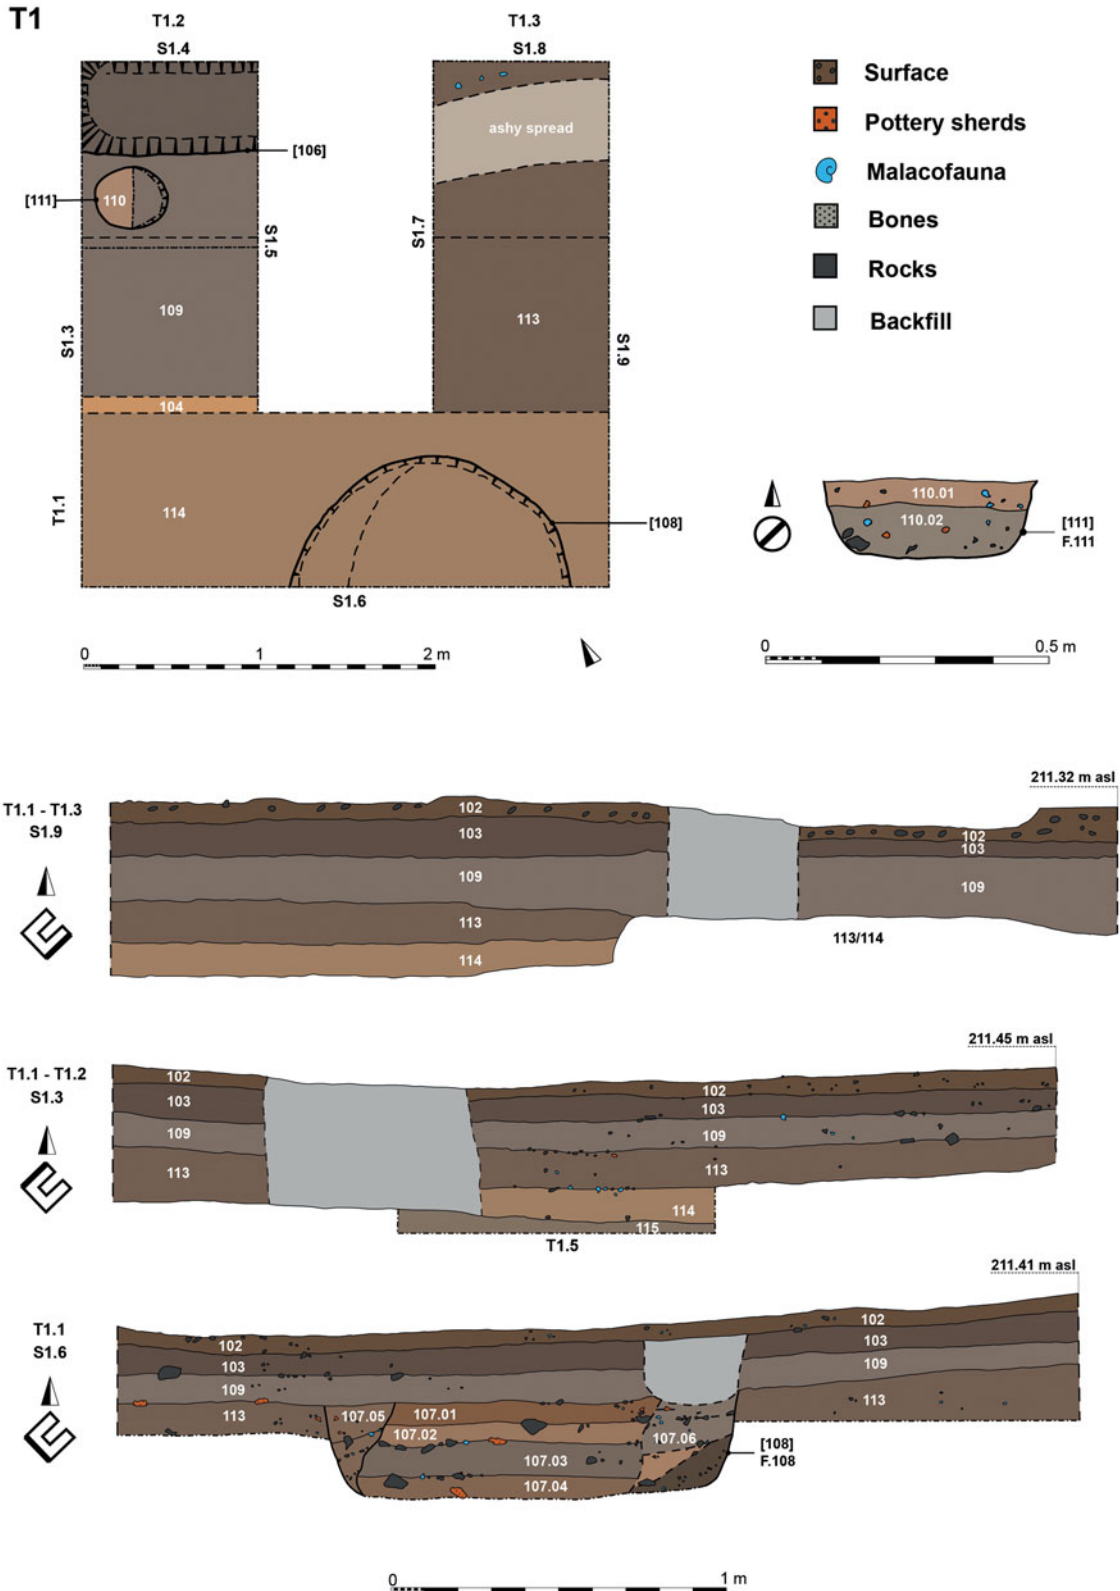 T1
T1.2
S1.4
T1.3
S1.8
ashy spread
[106]
[111]
110
S1.5
S1.7
109
113
S1.3
S1.9
104
T1.1
114
[108]
S1.6
0 1 2 m
Surface
Pottery sherds
Malacofauna
Bones
Rocks
Backfill
110.01
110.02
[111]
F.111
0 0.5 m
T1.1 - T1.3
S1.9
211.32 m asl
102
103
109
113
114
102
103
109
113/114
T1.1 - T1.2
S1.3
211.45 m asl
102
103
109
113
102
103
109
113
114
115
T1.5
T1.1
S1.6
211.41 m asl
102
103
109
113
107.05
107.01
107.02
107.03
107.04
107.06
102
103
109
113
[108]
F.108
0 1 m